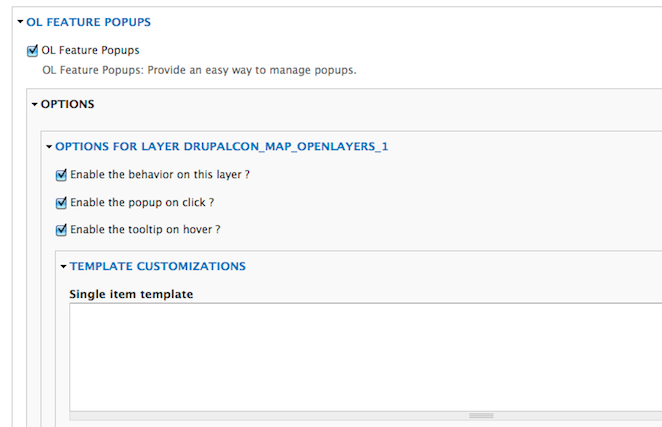 OL FEATURE POPUPS
OL Feature Popups
OL Feature Popups: Provide an easy way to manage popups.
OPTIONS
OPTIONS FOR LAYER DRUPALCON_MAP_OPENLAYERS_1
Enable the behavior on this layer ?
Enable the popup on click ?
Enable the tooltip on hover ?
TEMPLATE CUSTOMIZATIONS
Single item template